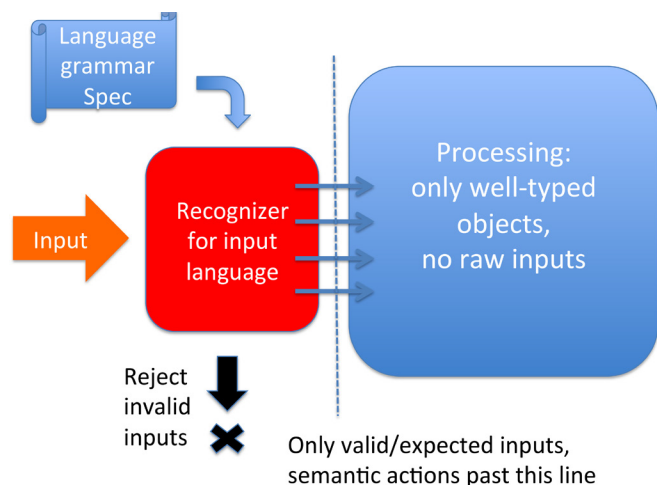 Language
grammar
Spec
Processing:
only well-typed
objects,
no raw inputs
Recognizer
for input
language
Input
Reject
invalid
inputs
Only valid/expected inputs,
semantic actions past this line